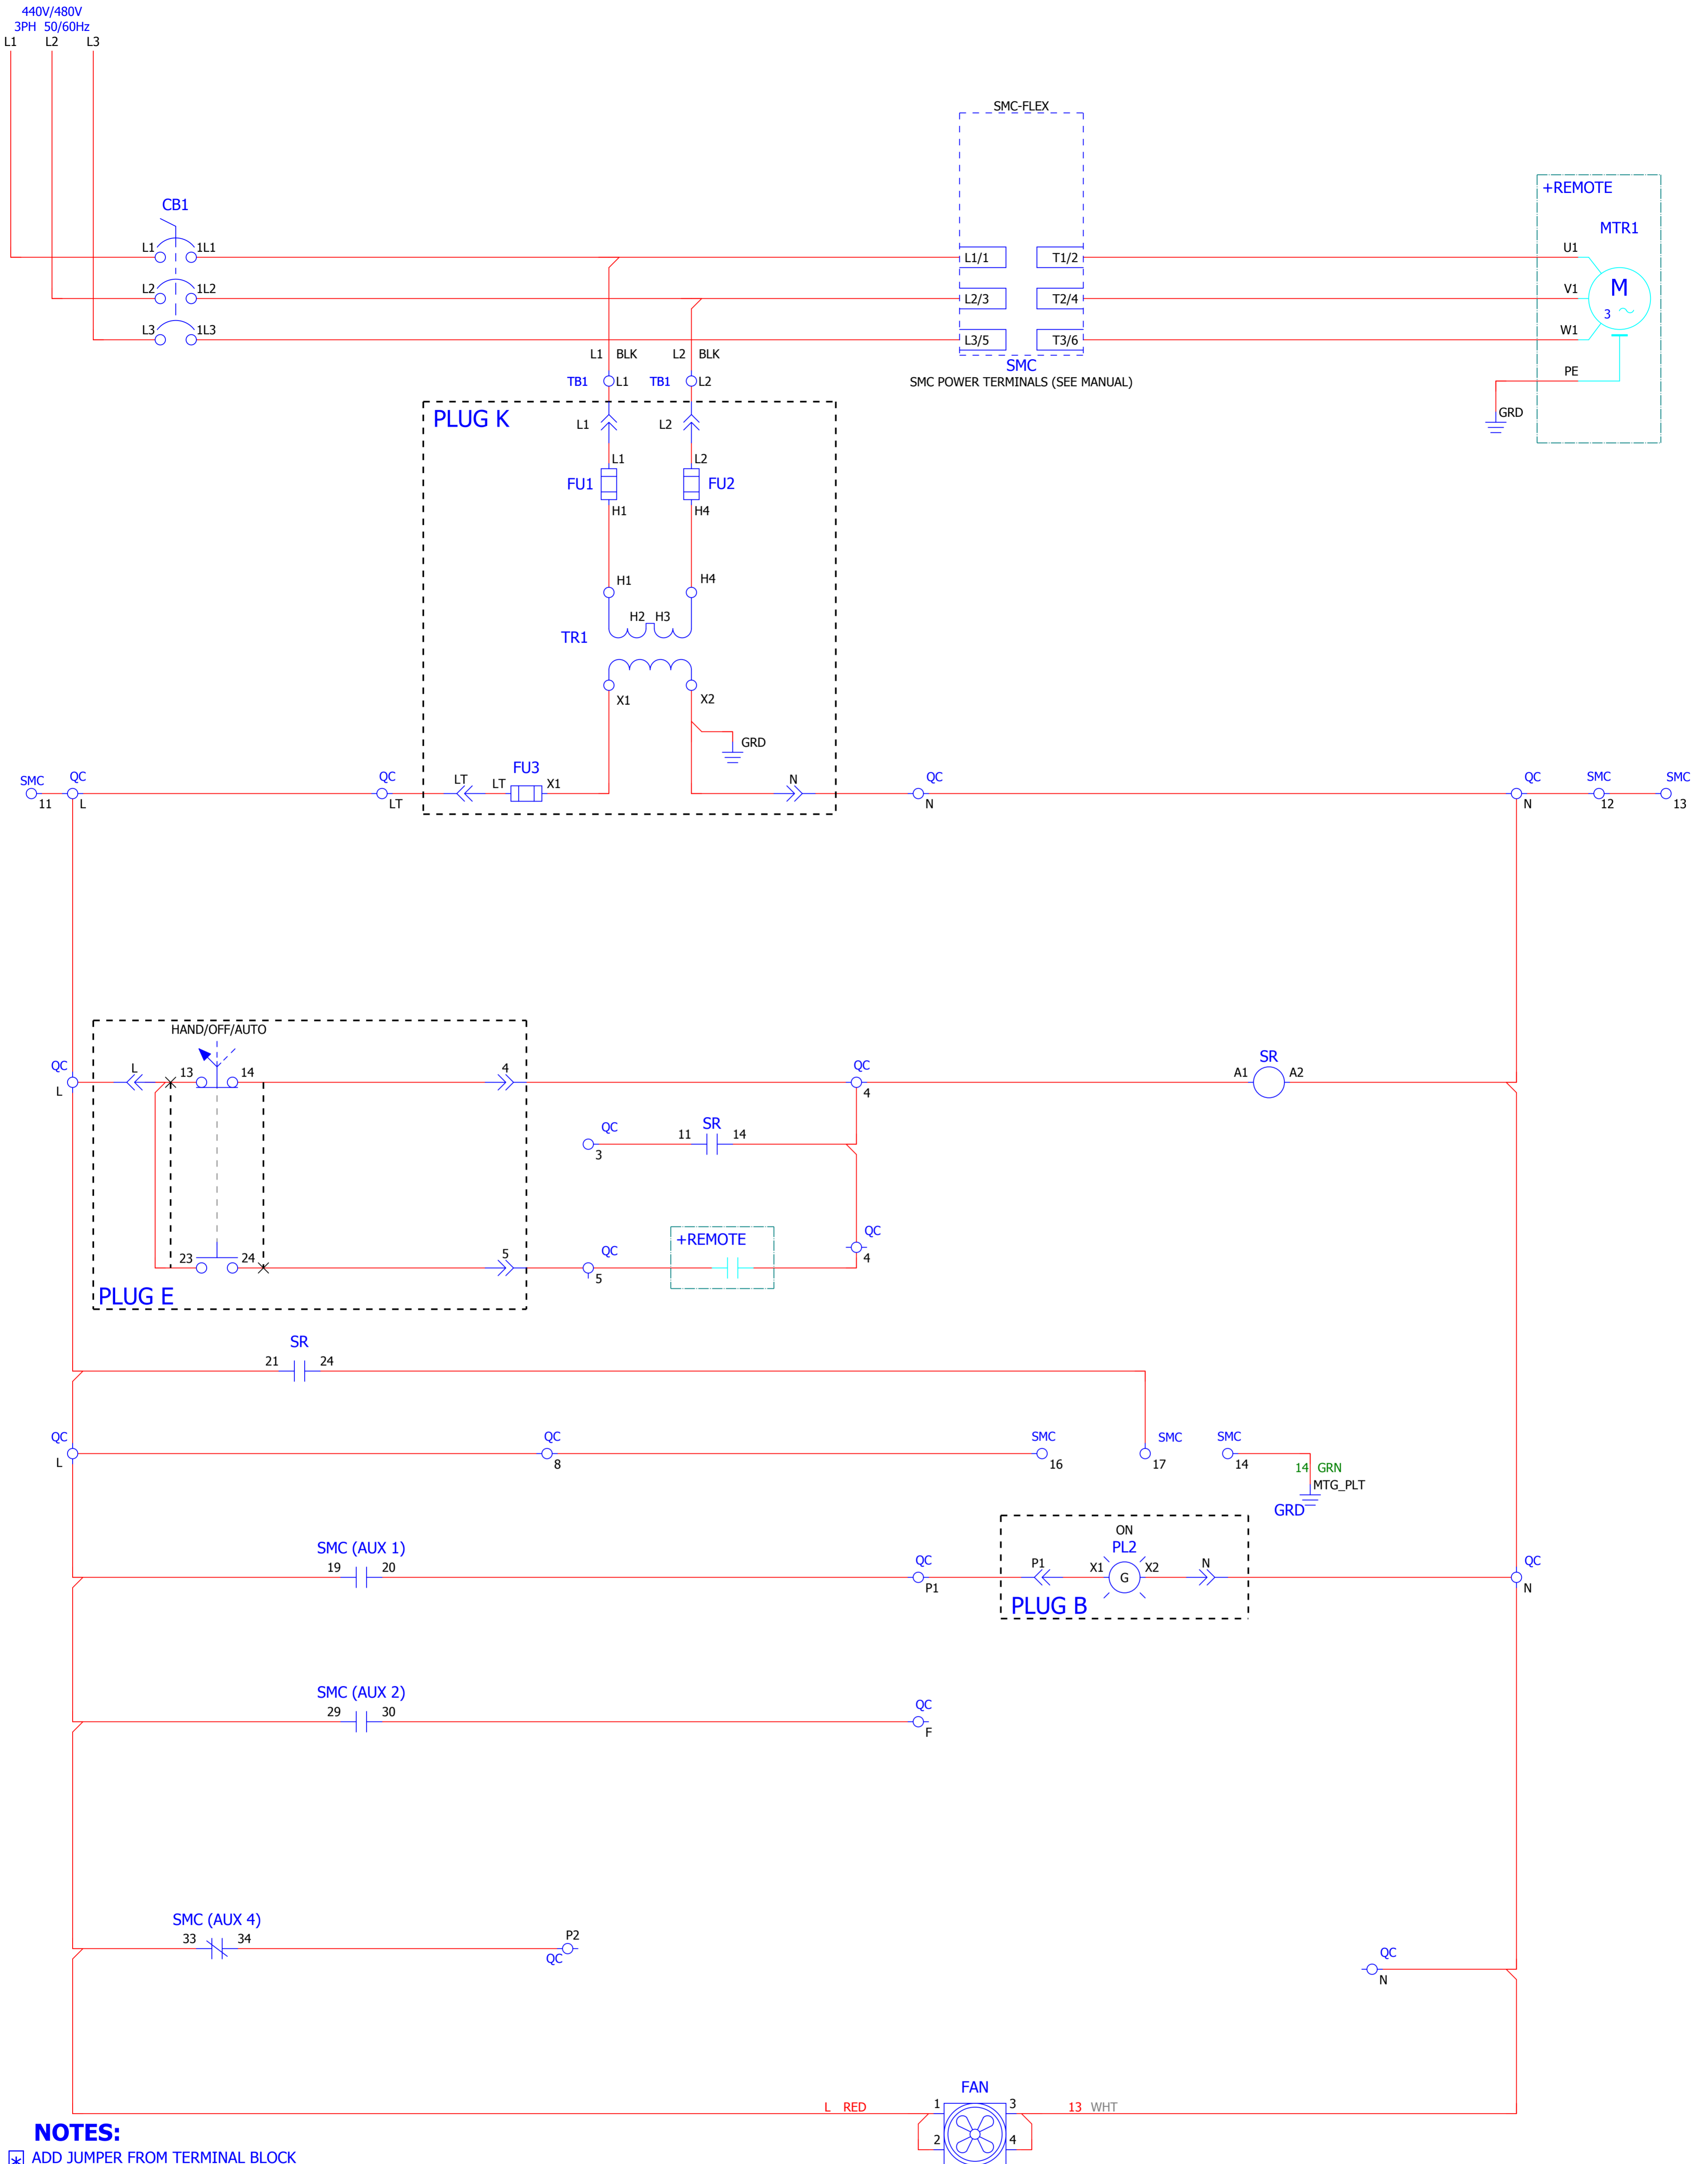 440V/480V
3PH 50/60Hz
L1 L2 L3
SMC-FLEX
+REMOTE
CB1
MTR1
L1 1L1 L1/1 T1/2 U1
L2 1L2 L2/3 T2/4 V1
M
3
L3 1L3 L3/5 T3/6 W1
L1 BLK L2 BLK
SMC
SMC POWER TERMINALS (SEE MANUAL)
PE
TB1 L1 TB1 L2
GRD
PLUG K
L1 L2
L1 L2
FU1 FU2
H1 H4
H1 H4
H2 H3
TR1
X1 X2
GRD
FU3
SMC QC QC LT LT X1 N QC QC SMC SMC
11 L LT N N 12 13
HAND/OFF/AUTO
QC L 13 14 4 QC SR
A1 A2
L 4
QC 11 SR 14
3
QC
+REMOTE
23 24 5 QC 4
5
PLUG E
SR
21 24
QC QC SMC SMC SMC
L 8 16 17 14
14 GRN
MTG_PLT
GRD
ON
SMC (AUX 1) PL2
19 20 QC P1 X1 G X2 N QC
P1 N
PLUG B
SMC (AUX 2)
29 30 QC
F
SMC (AUX 4)
33 34 P2
QC
QC
N
FAN
L RED 1 3 13 WHT
2 4
NOTES:
* ADD JUMPER FROM TERMINAL BLOCK